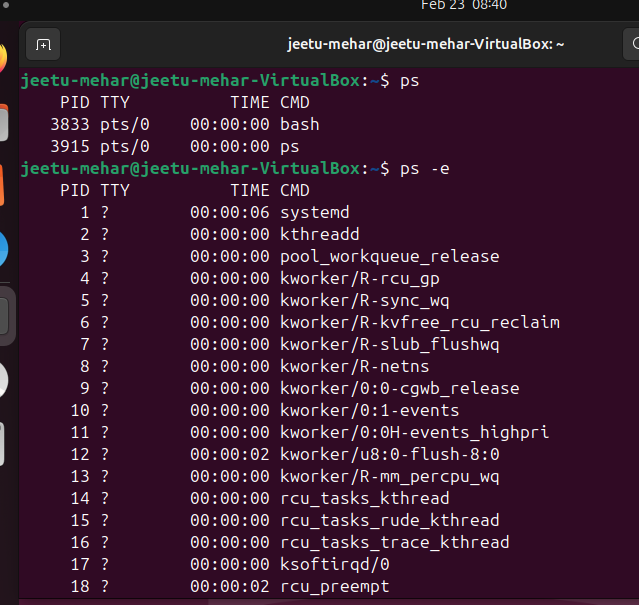 Feb 23 08:40
jeetu-mehar@jeetu-mehar-VirtualBox: ~
jeetu-mehar@jeetu-mehar-VirtualBox:~$ ps
PID TTY TIME CMD
3833 pts/0 00:00:00 bash
3915 pts/0 00:00:00 ps
jeetu-mehar@jeetu-mehar-VirtualBox:~$ ps -e
PID TTY TIME CMD
1 ? 00:00:06 systemd
2 ? 00:00:00 kthreadd
3 ? 00:00:00 pool_workqueue_release
4 ? 00:00:00 kworker/R-rcu_gp
5 ? 00:00:00 kworker/R-sync_wq
6 ? 00:00:00 kworker/R-kvfree_rcu_reclaim
7 ? 00:00:00 kworker/R-slub_flushwq
8 ? 00:00:00 kworker/R-netns
9 ? 00:00:00 kworker/0:0-cgwb_release
10 ? 00:00:00 kworker/0:1-events
11 ? 00:00:00 kworker/0:0H-events_highpri
12 ? 00:00:02 kworker/u8:0-flush-8:0
13 ? 00:00:00 kworker/R-mm_percpu_wq
14 ? 00:00:00 rcu_tasks_kthread
15 ? 00:00:00 rcu_tasks_rude_kthread
16 ? 00:00:00 rcu_tasks_trace_kthread
17 ? 00:00:00 ksoftirqd/0
18 ? 00:00:02 rcu_preempt